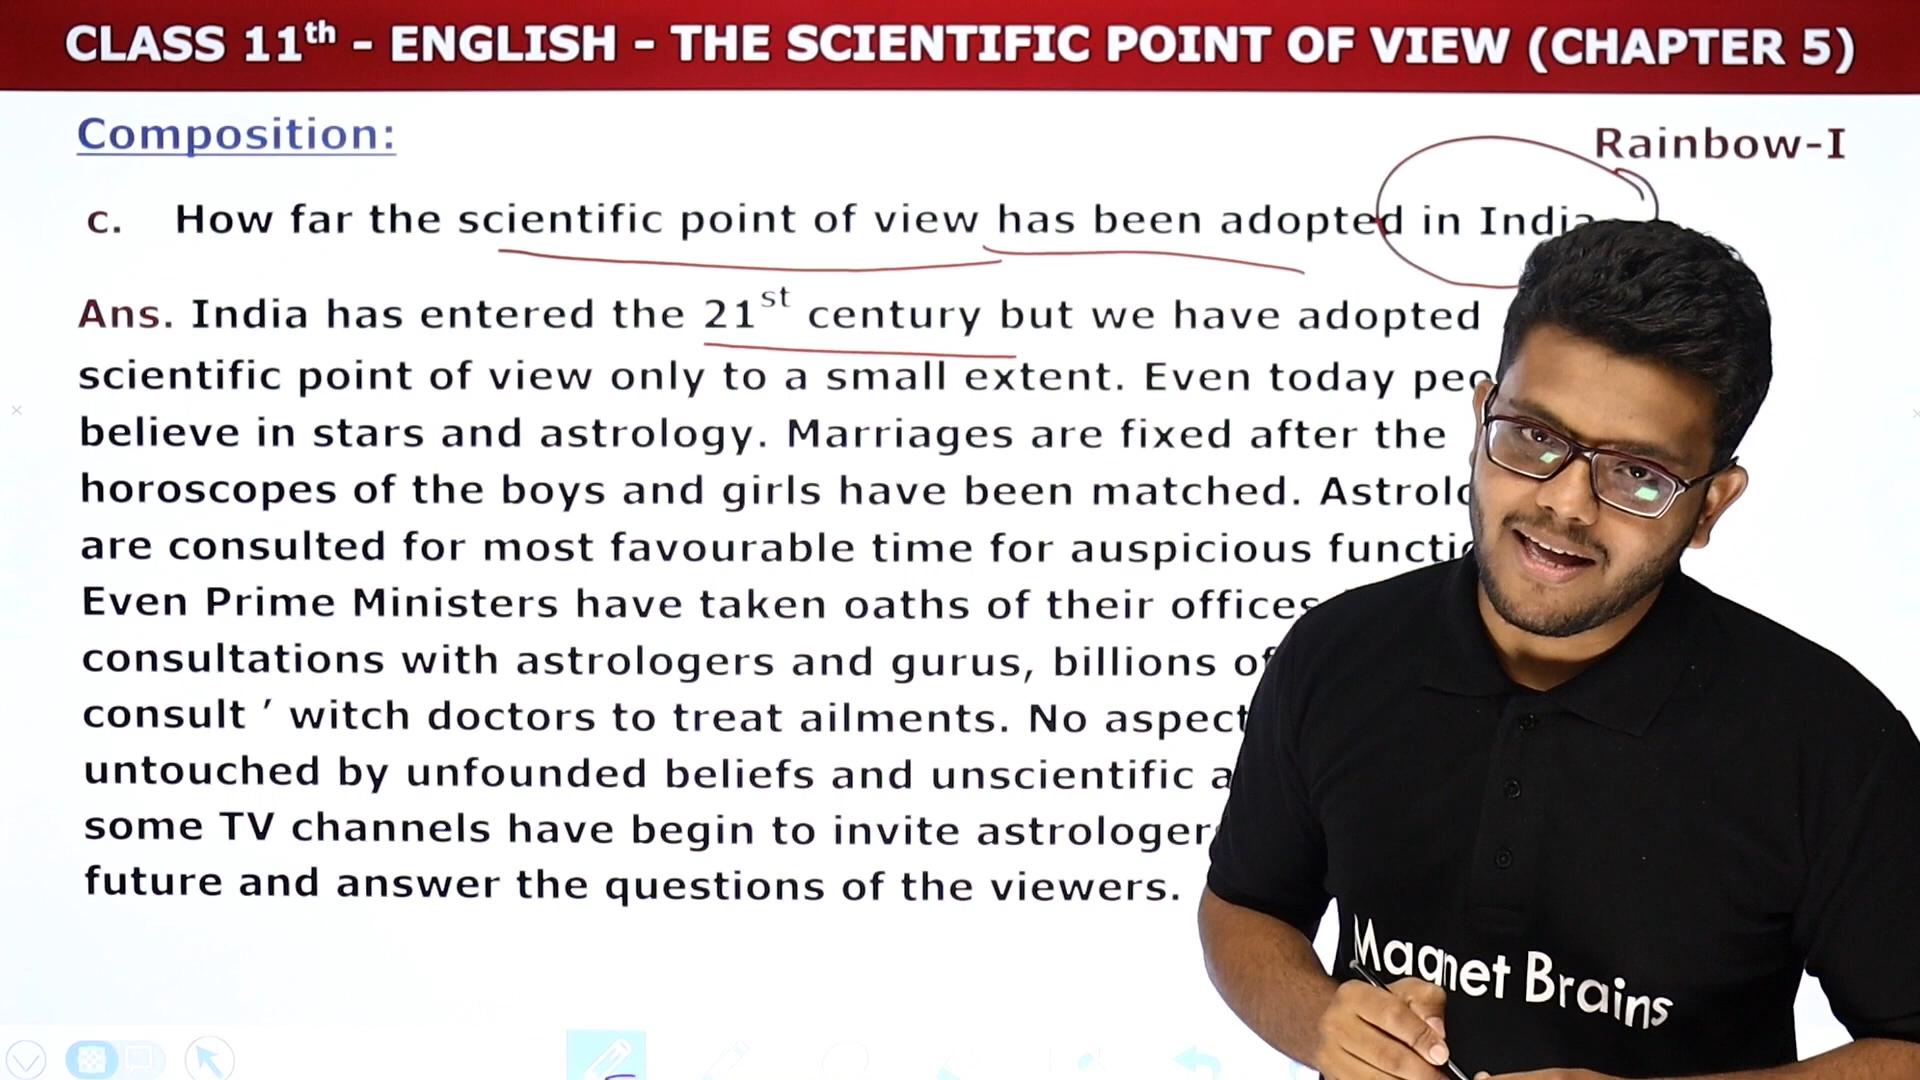 CLASS 11th - ENGLISH - THE SCIENTIFIC POINT OF VIEW (CHAPTER 5)
Composition:
Rainbow-I
c. How far the scientific point of view has been adopted in India
Ans. India has entered the 21st century but we have adopted
scientific point of view only to a small extent. Even today
believe in stars and astrology. Marriages are fixed after the
horoscopes of the boys and girls have been matched.
are consulted for most favourable time for auspicious
Even Prime Ministers have taken oaths of their offices
consultations with astrologers and gurus, billions of
consult ’ witch doctors to treat ailments. No aspect
untouched by unfounded beliefs and unscientific
some TV channels have begin to invite
future and answer the questions of the viewers.
Magnet Brains